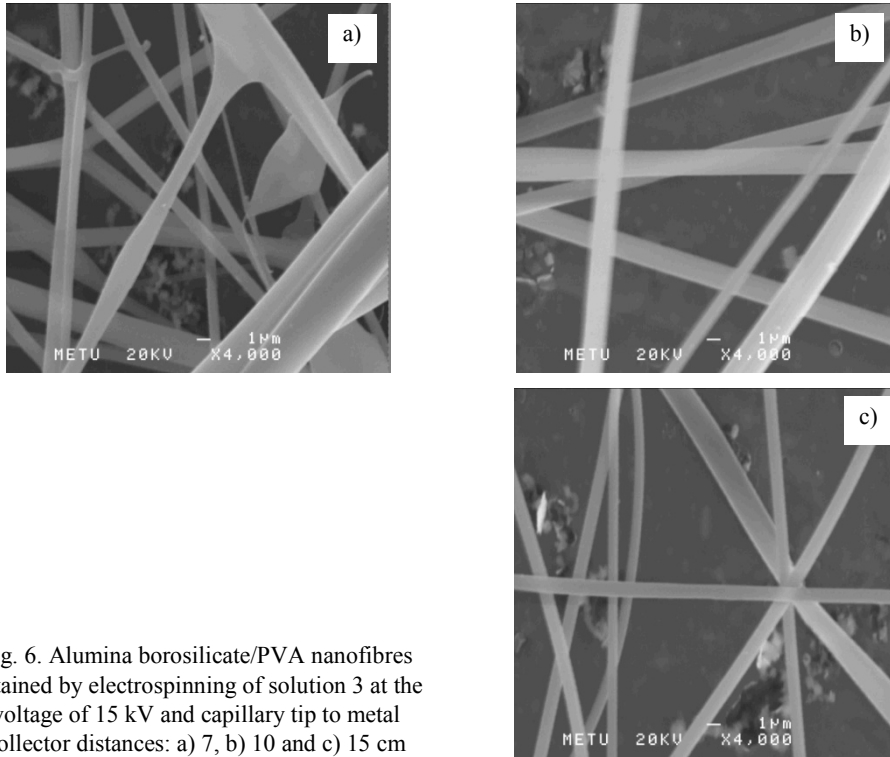 a)
1µm
METU 20KV X4,000
b)
1µm
METU 20KV X4,000
c)
1µm
METU 20KV X4,000
g. 6. Alumina borosilicate/PVA nanofibres
tained by electrospinning of solution 3 at the
voltage of 15 kV and capillary tip to metal
ollector distances: a) 7, b) 10 and c) 15 cm